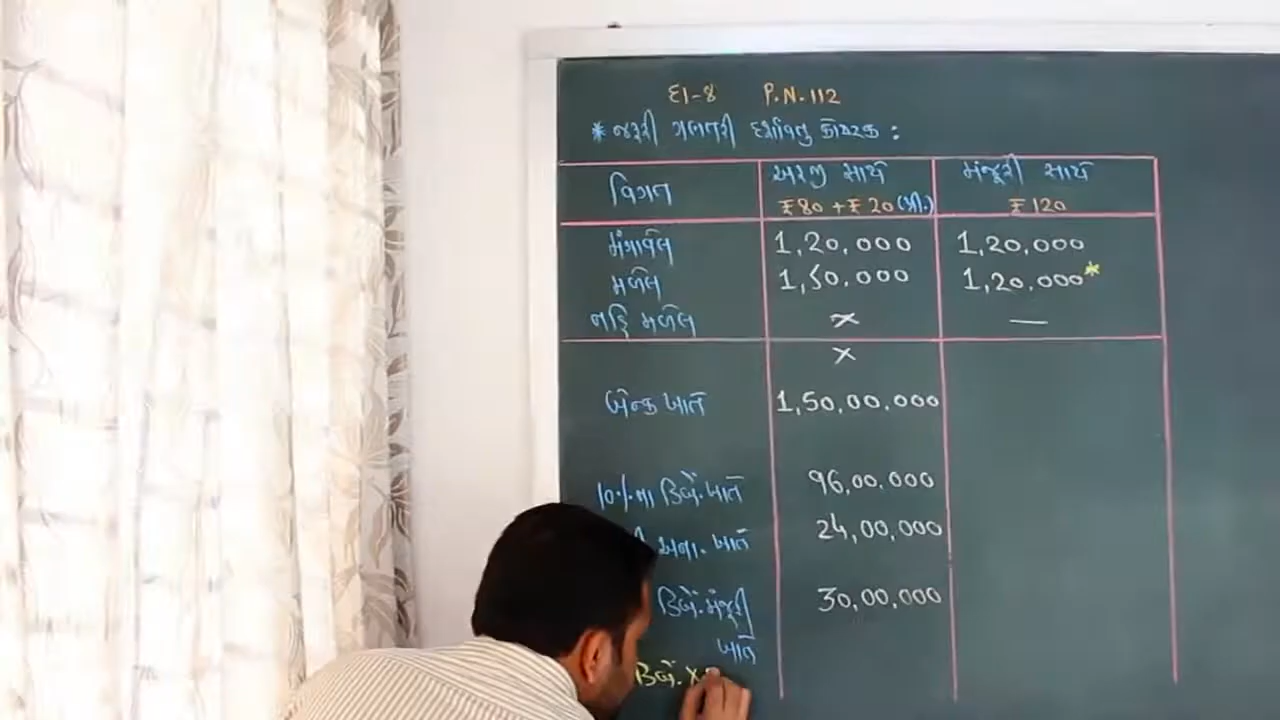 દા-૪ P.N.112
* જરૂરી ગણતરી દર્શાવતુ કોષ્ટક :
વિગત અરજી સાથે મંજૂરી સાથે
₹80 + ₹20 (પ્રી.) ₹120
મંગાવેલ 1,20,000 1,20,000
મળેલ 1,50,000 1,20,000*
નહિ મળેલ × —
×
બેન્ક ખાતે 1,50,00,000
10%ના ડિબે. ખાતે 96,00,000
અના. ખાતે 24,00,000
ડિબે. મંજૂરી 30,00,000
ખાતે
ડિબે. ×